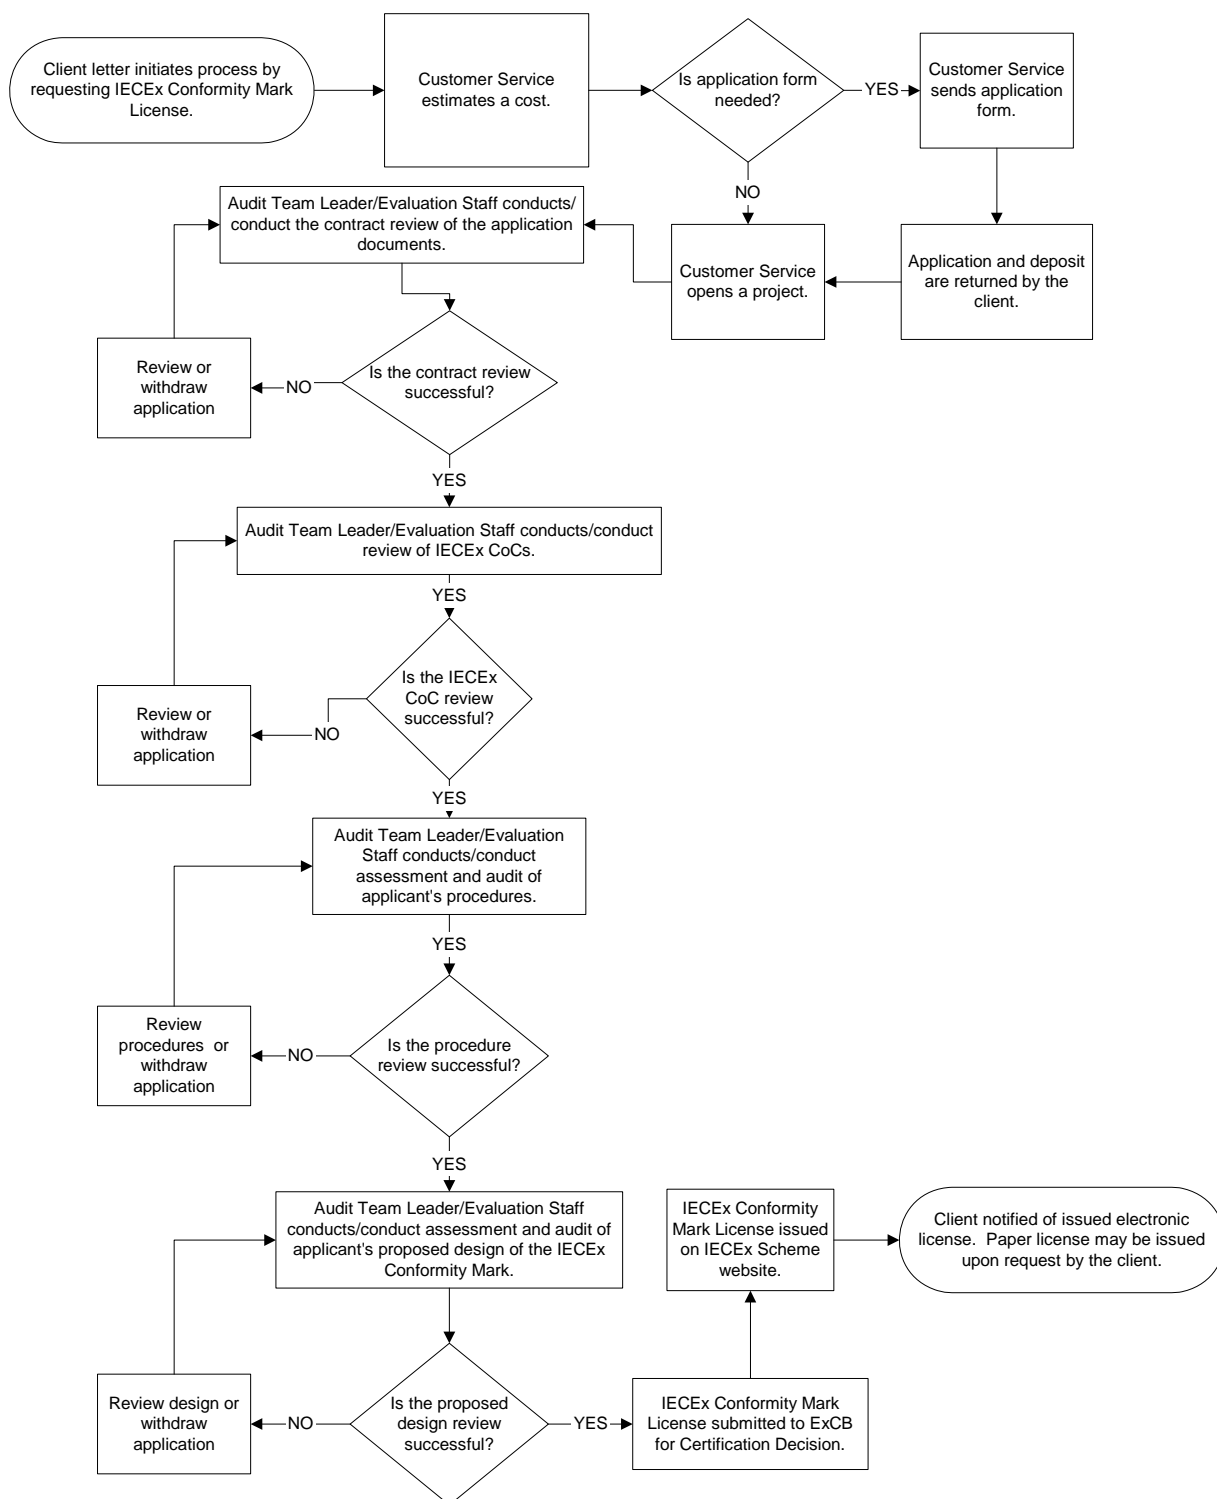 Client letter initiates process by
requesting IECEx Conformity Mark
License.
Customer Service
estimates a cost.
Is application form
needed?
YES
Customer Service
sends application
form.
NO
Application and deposit
are returned by the
client.
Customer Service
opens a project.
Audit Team Leader/Evaluation Staff conducts/
conduct the contract review of the application
documents.
Is the contract review
successful?
NO
Review or
withdraw
application
YES
Audit Team Leader/Evaluation Staff conducts/conduct
review of IECEx CoCs.
YES
Is the IECEx
CoC review
successful?
NO
Review or
withdraw
application
YES
Audit Team Leader/Evaluation
Staff conducts/conduct
assessment and audit of
applicant's procedures.
YES
Is the procedure
review successful?
NO
Review
procedures or
withdraw
application
YES
Audit Team Leader/Evaluation Staff
conducts/conduct assessment and audit of
applicant's proposed design of the IECEx
Conformity Mark.
Is the proposed
design review
successful?
NO
Review design or
withdraw
application
YES
IECEx Conformity Mark
License submitted to ExCB
for Certification Decision.
IECEx Conformity
Mark License issued
on IECEx Scheme
website.
Client notified of issued electronic
license. Paper license may be issued
upon request by the client.